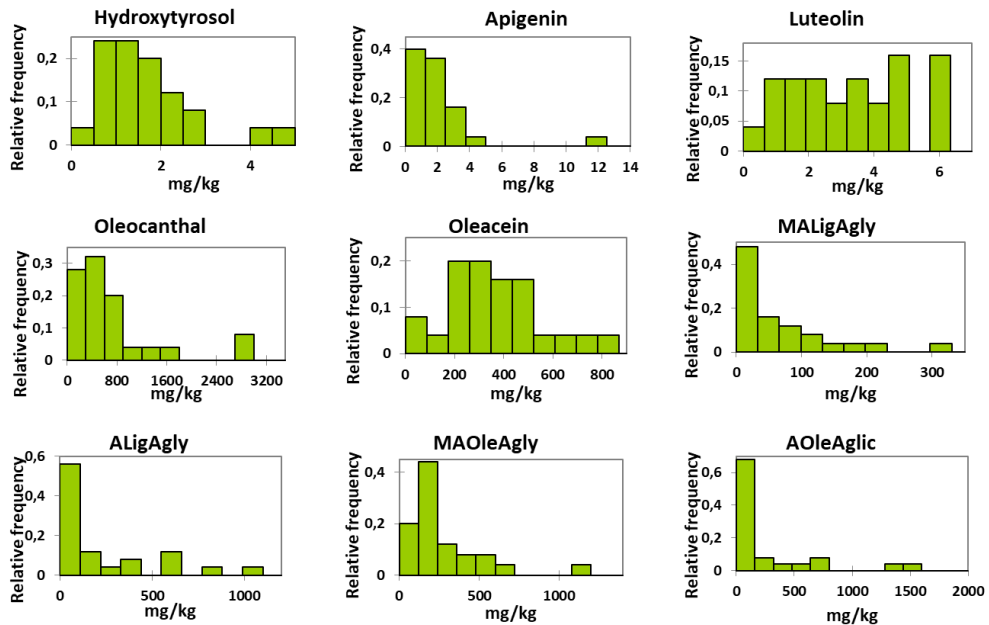 Hydroxytyrosol
Relative frequency
0,2
0,1
0
0 2 4
mg/kg
Apigenin
Relative frequency
0,4
0,2
0
0 2 4 6 8 10 12 14
mg/kg
Luteolin
Relative frequency
0,15
0,1
0,05
0
0 2 4 6
mg/kg
Oleocanthal
Relative frequency
0,3
0,1
0
0 800 1600 2400 3200
mg/kg
Oleacein
Relative frequency
0,2
0,1
0
0 200 400 600 800
mg/kg
MALigAgly
Relative frequency
0,4
0,2
0
0 100 200 300
mg/kg
ALigAgly
Relative frequency
0,6
0,4
0,2
0
0 500 1000
mg/kg
MAOleAgly
Relative frequency
0,4
0,2
0
0 500 1000
mg/kg
AOleAglic
Relative frequency
0,6
0,4
0,2
0
0 500 1000 1500 2000
mg/kg